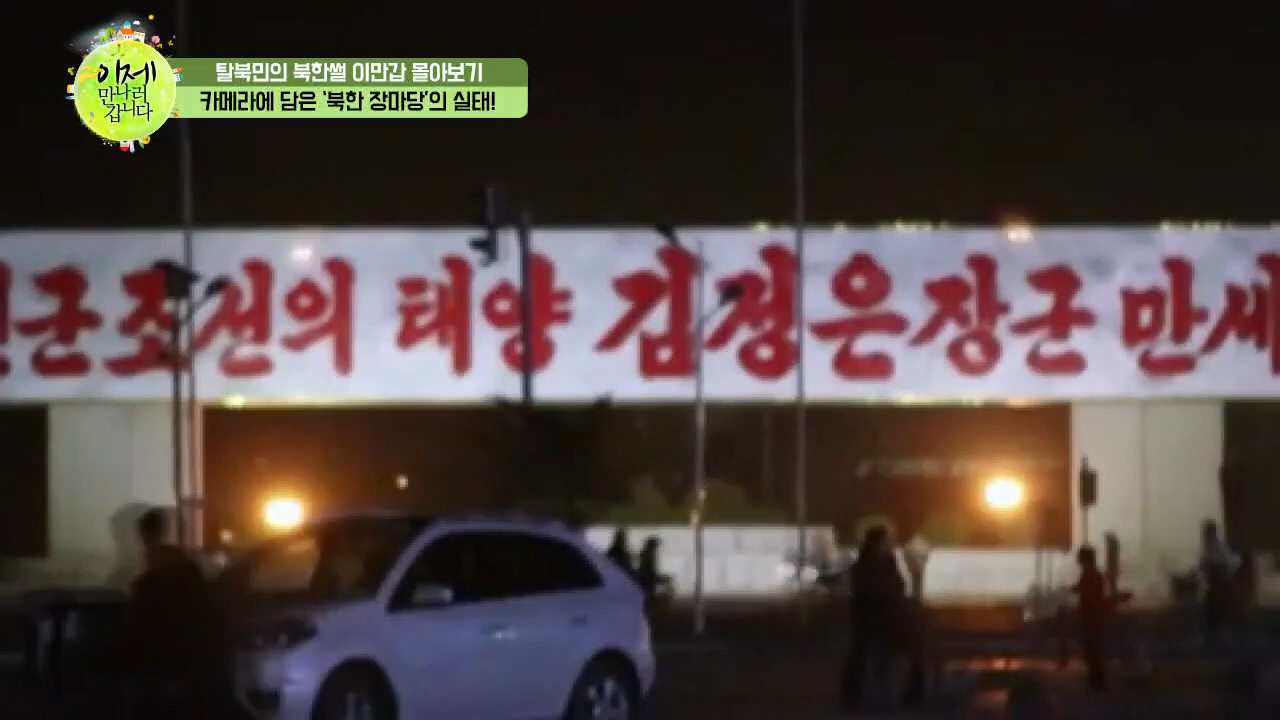 이제
만나러
갑니다
탈북민의 북한썰 이만갑 몰아보기
카메라에 담은 '북한 장마당'의 실태!
군조선의 태양 김정은장군 만세